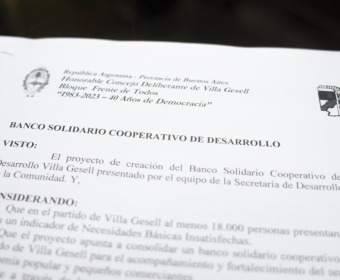 República Argentina - Provincia de Buenos Aires
Honorable Concejo Deliberante de Villa Gesell
Bloque Frente de Todos
"1983-2023 – 40 Años de Democracia"
BANCO SOLIDARIO COOPERATIVO DE DESARROLLO
VISTO:
El proyecto de creación del Banco Solidario Cooperativo de
Desarrollo Villa Gesell presentado por el equipo de la Secretaria de Desarrollo
de la Comunidad. Y,
CONSIDERANDO:
Que en el partido de Villa Gesell al menos 18.000 personas presentan
un indicador de Necesidades Básicas Insatisfechas.
Que el proyecto apunta a consolidar un banco solidario cooperativo
de Villa Gesell para el acompañamiento y fortalecimiento del
popular y pequeños comerciantes.